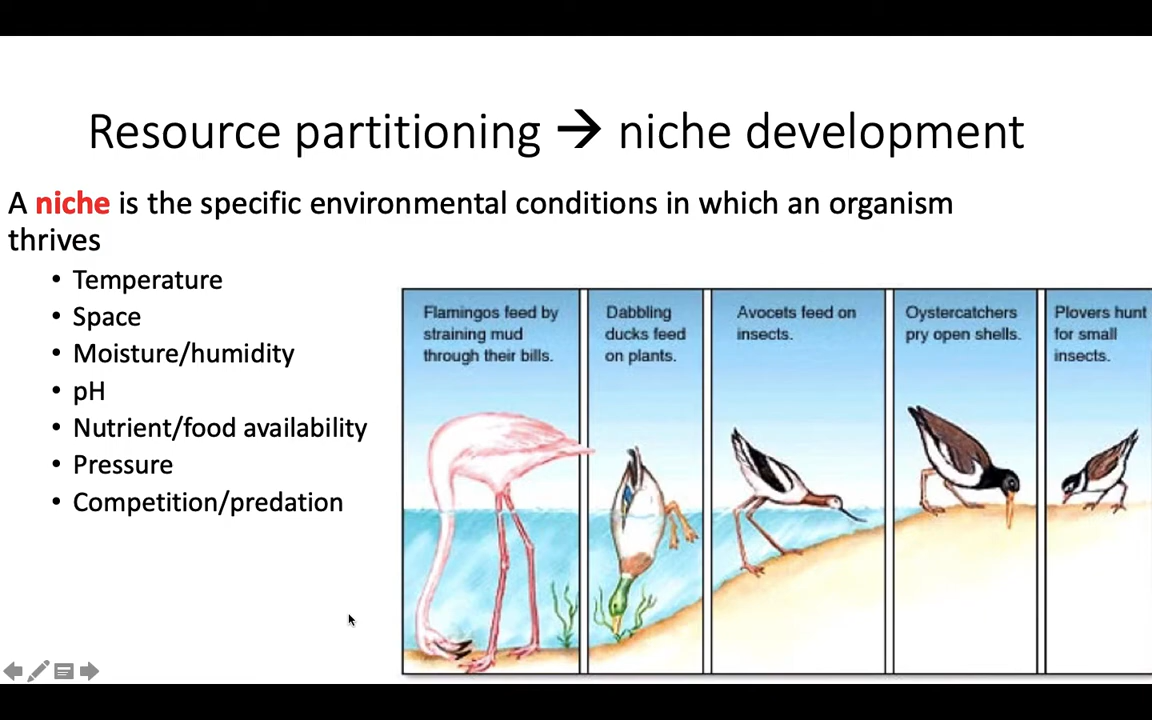 Resource partitioning → niche development
A niche is the specific environmental conditions in which an organism
thrives
• Temperature
• Space
• Moisture/humidity
• pH
• Nutrient/food availability
• Pressure
• Competition/predation
Flamingos feed by
straining mud
through their bills.
Dabbling
ducks feed
on plants.
Avocets feed on
insects.
Oystercatchers
pry open shells.
Plovers hunt
for small
insects.